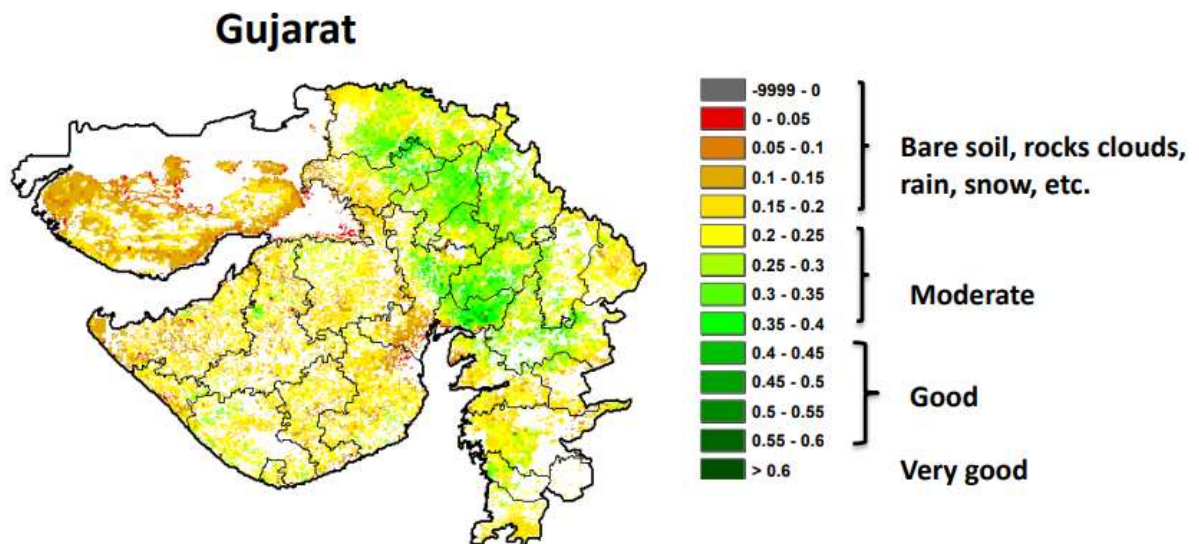 Gujarat
-9999 - 0
0 - 0.05
0.05 - 0.1
0.1 - 0.15
0.15 - 0.2
0.2 - 0.25
0.25 - 0.3
0.3 - 0.35
0.35 - 0.4
0.4 - 0.45
0.45 - 0.5
0.5 - 0.55
0.55 - 0.6
> 0.6
Bare soil, rocks clouds,
rain, snow, etc.
Moderate
Good
Very good